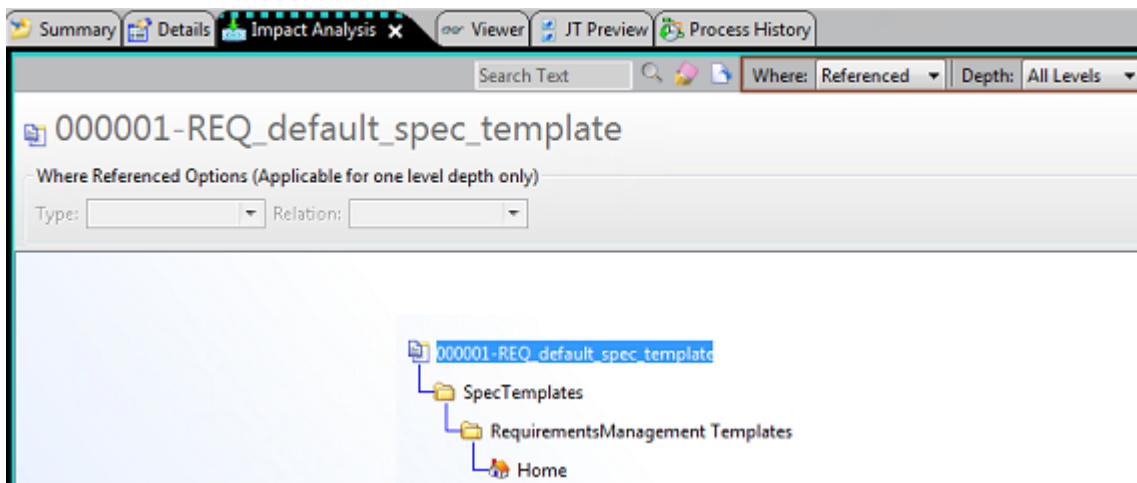 Summary Details Impact Analysis Viewer JT Preview Process History
Search Text Where: Referenced Depth: All Levels
000001-REQ_default_spec_template
Where Referenced Options (Applicable for one level depth only)
Type: Relation:
000001-REQ_default_spec_template
SpecTemplates
RequirementsManagement Templates
Home